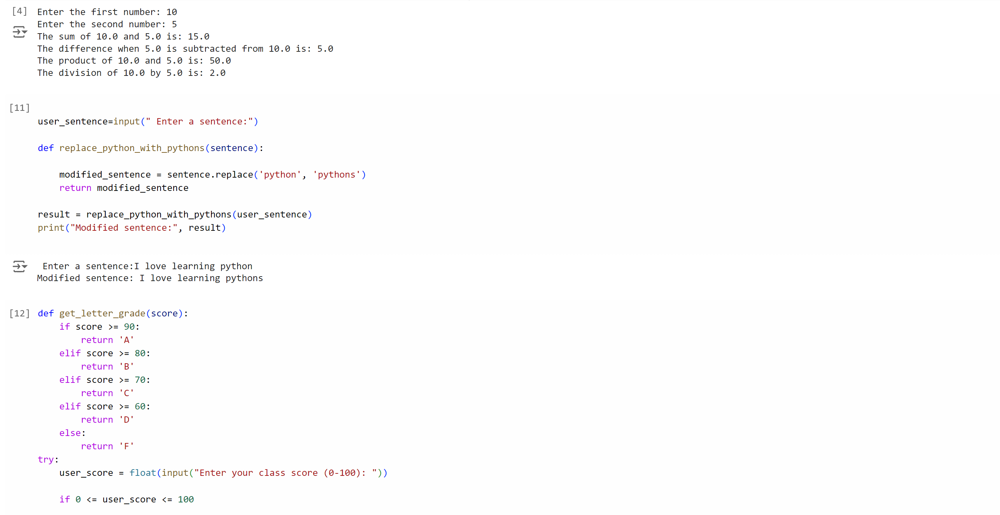 [4] Enter the first number: 10
Enter the second number: 5
The sum of 10.0 and 5.0 is: 15.0
The difference when 5.0 is subtracted from 10.0 is: 5.0
The product of 10.0 and 5.0 is: 50.0
The division of 10.0 by 5.0 is: 2.0
[11]
user_sentence=input(" Enter a sentence:")
def replace_python_with_pythons(sentence):
    modified_sentence = sentence.replace('python', 'pythons')
    return modified_sentence
result = replace_python_with_pythons(user_sentence)
print("Modified sentence:", result)
 Enter a sentence:I love learning python
Modified sentence: I love learning pythons
[12] def get_letter_grade(score):
    if score >= 90:
        return 'A'
    elif score >= 80:
        return 'B'
    elif score >= 70:
        return 'C'
    elif score >= 60:
        return 'D'
    else:
        return 'F'
try:
    user_score = float(input("Enter your class score (0-100): "))
    if 0 <= user_score <= 100